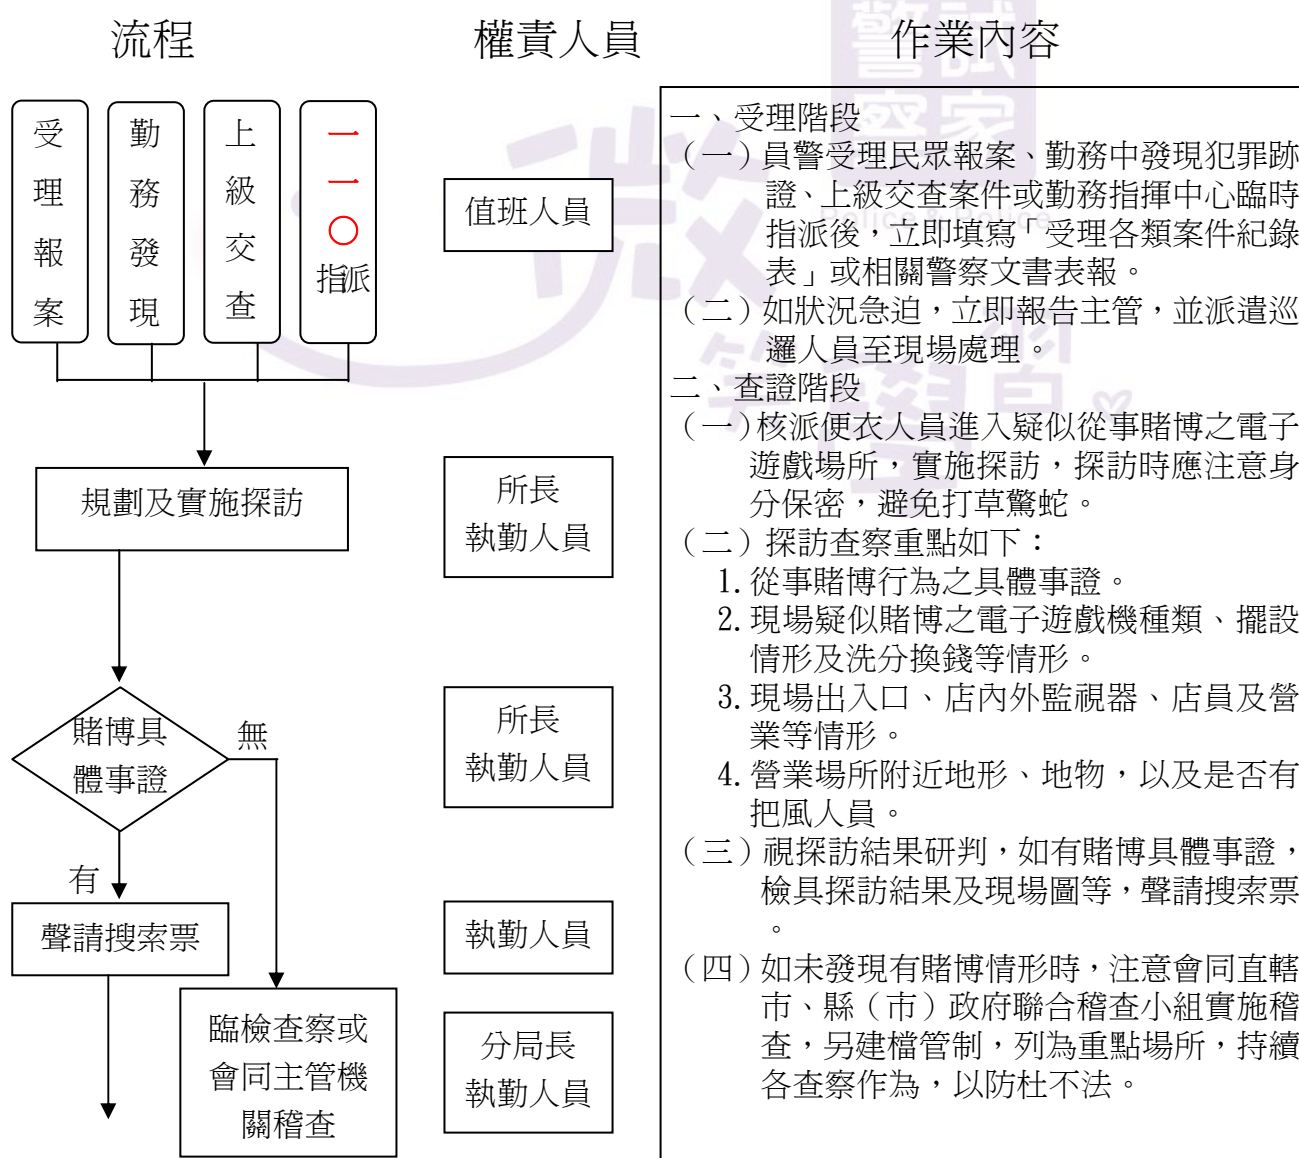 流程
權責人員
作業內容
受理報案
勤務發現
上級交查
一一〇指派
值班人員
規劃及實施探訪
所長
執勤人員
賭博具
體事證
無
有
所長
執勤人員
聲請搜索票
執勤人員
臨檢查察或
會同主管機
關稽查
分局長
執勤人員
一、受理階段
（一）員警受理民眾報案、勤務中發現犯罪跡
證、上級交查案件或勤務指揮中心臨時
指派後，立即填寫「受理各類案件紀錄
表」或相關警察文書表報。
（二）如狀況急迫，立即報告主管，並派遣巡
邏人員至現場處理。
二、查證階段
（一）核派便衣人員進入疑似從事賭博之電子
遊戲場所，實施探訪，探訪時應注意身
分保密，避免打草驚蛇。
（二）探訪查察重點如下：
1.從事賭博行為之具體事證。
2.現場疑似賭博之電子遊戲機種類、擺設
情形及洗分換錢等情形。
3.現場出入口、店內外監視器、店員及營
業等情形。
4.營業場所附近地形、地物，以及是否有
把風人員。
（三）視探訪結果研判，如有賭博具體事證，
檢具探訪結果及現場圖等，聲請搜索票
。
（四）如未發現有賭博情形時，注意會同直轄
市、縣（市）政府聯合稽查小組實施稽
查，另建檔管制，列為重點場所，持續
各查察作為，以防杜不法。